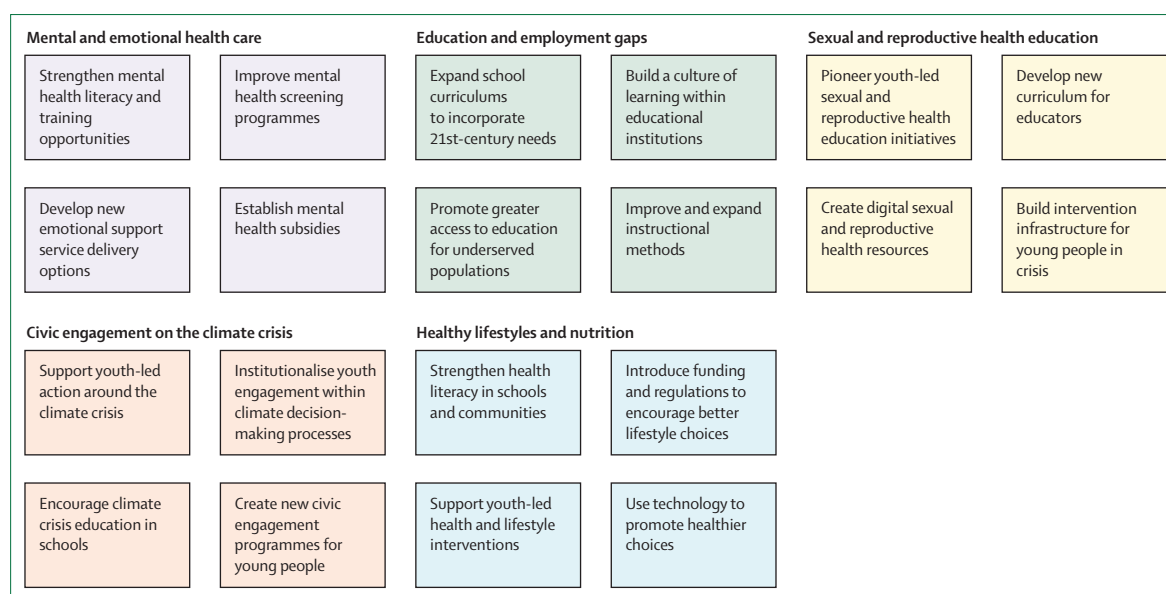 Mental and emotional health care
Strengthen mental
health literacy and
training
opportunities
Improve mental
health screening
programmes
Develop new
emotional support
service delivery
options
Establish mental
health subsidies
Education and employment gaps
Expand school
curriculums
to incorporate
21st-century needs
Build a culture of
learning within
educational
institutions
Promote greater
access to education
for underserved
populations
Improve and expand
instructional
methods
Sexual and reproductive health education
Pioneer youth-led
sexual and
reproductive health
education initiatives
Develop new
curriculum for
educators
Create digital sexual
and reproductive
health resources
Build intervention
infrastructure for
young people in
crisis
Civic engagement on the climate crisis
Support youth-led
action around the
climate crisis
Institutionalise youth
engagement within
climate decision-
making processes
Encourage climate
crisis education in
schools
Create new civic
engagement
programmes for
young people
Healthy lifestyles and nutrition
Strengthen health
literacy in schools
and communities
Introduce funding
and regulations to
encourage better
lifestyle choices
Support youth-led
health and lifestyle
interventions
Use technology to
promote healthier
choices